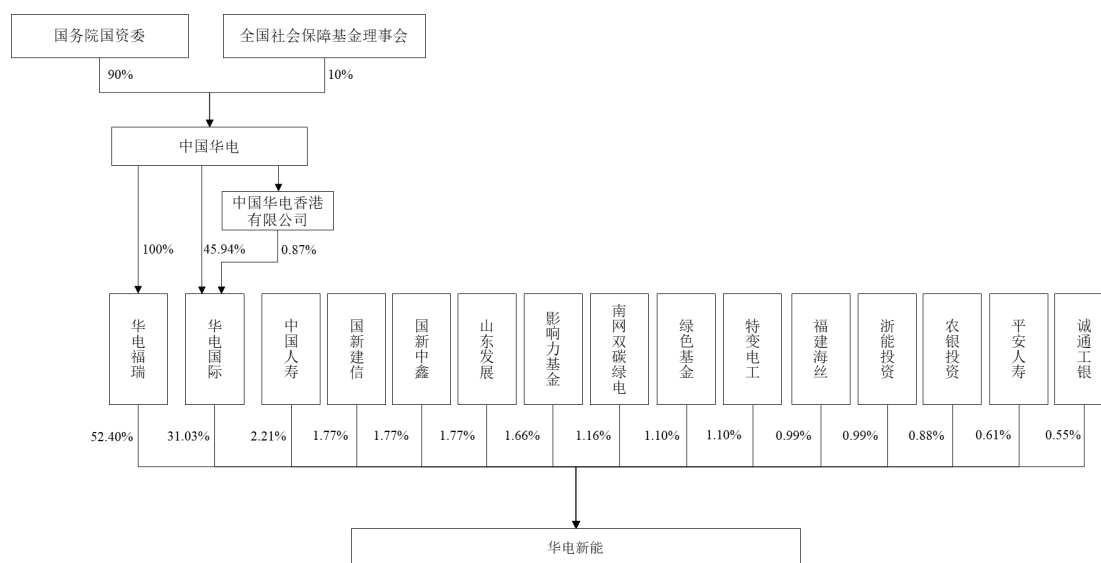 国务院国资委
全国社会保障基金理事会
90%
10%
中国华电
中国华电香港
有限公司
100%
45.94%
0.87%
华电福瑞
华电国际
中国人寿
国新建信
国新中鑫
山东发展
影响力基金
南网双碳绿电
绿色基金
特变电工
福建海丝
浙能投资
农银投资
平安人寿
诚通工银
52.40%
31.03%
2.21%
1.77%
1.77%
1.77%
1.66%
1.16%
1.10%
1.10%
0.99%
0.99%
0.88%
0.61%
0.55%
华电新能